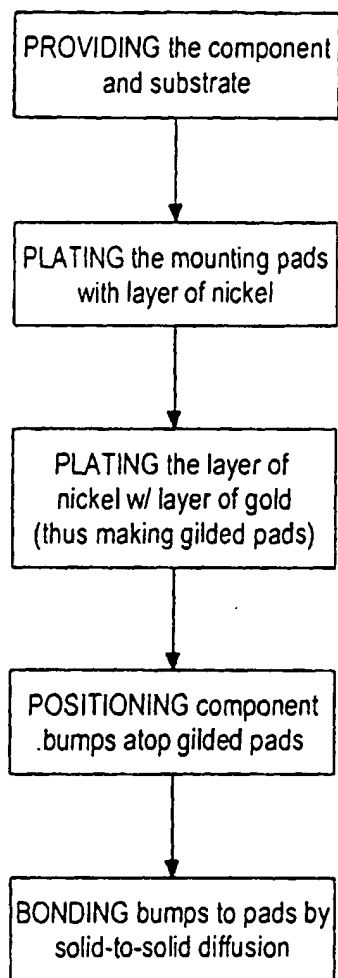 PROVIDING the component
and substrate
PLATING the mounting pads
with layer of nickel
PLATING the layer of
nickel w/ layer of gold
(thus making gilded pads)
POSITIONING component
.bumps atop gilded pads
BONDING bumps to pads by
solid-to-solid diffusion